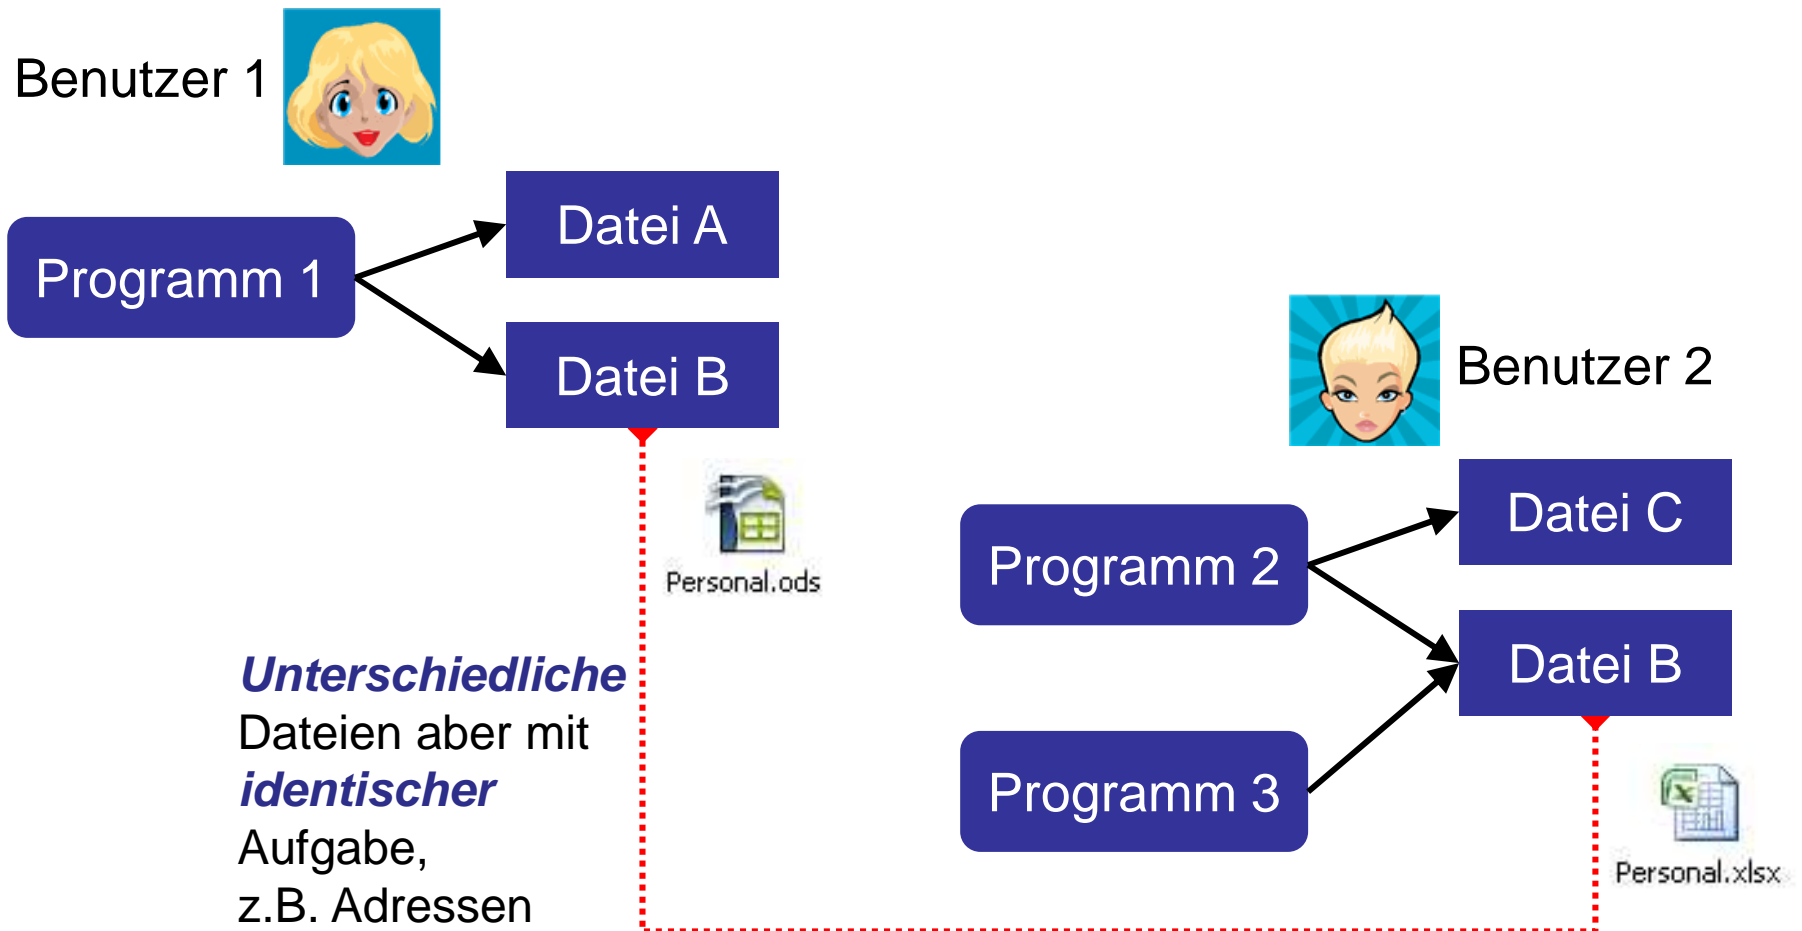 Benutzer 1
Programm 1
Datei A
Datei B
Personal.ods
Benutzer 2
Programm 2
Datei C
Datei B
Programm 3
Personal.xlsx
Unterschiedliche
Dateien aber mit
identischer
Aufgabe,
z.B. Adressen